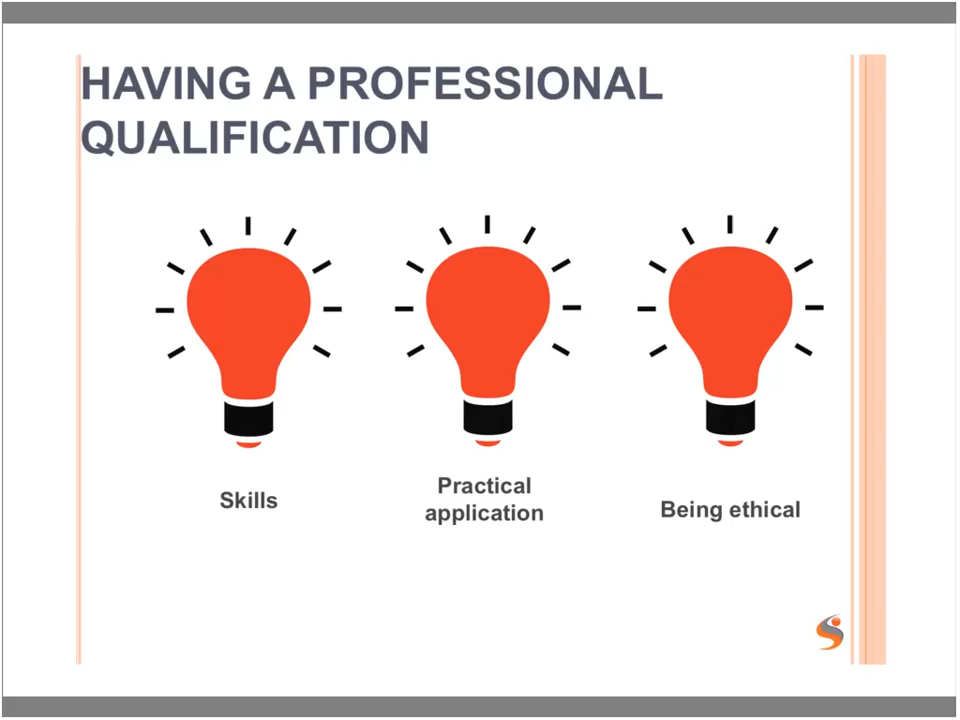 HAVING A PROFESSIONAL
QUALIFICATION
Skills
Practical
application
Being ethical